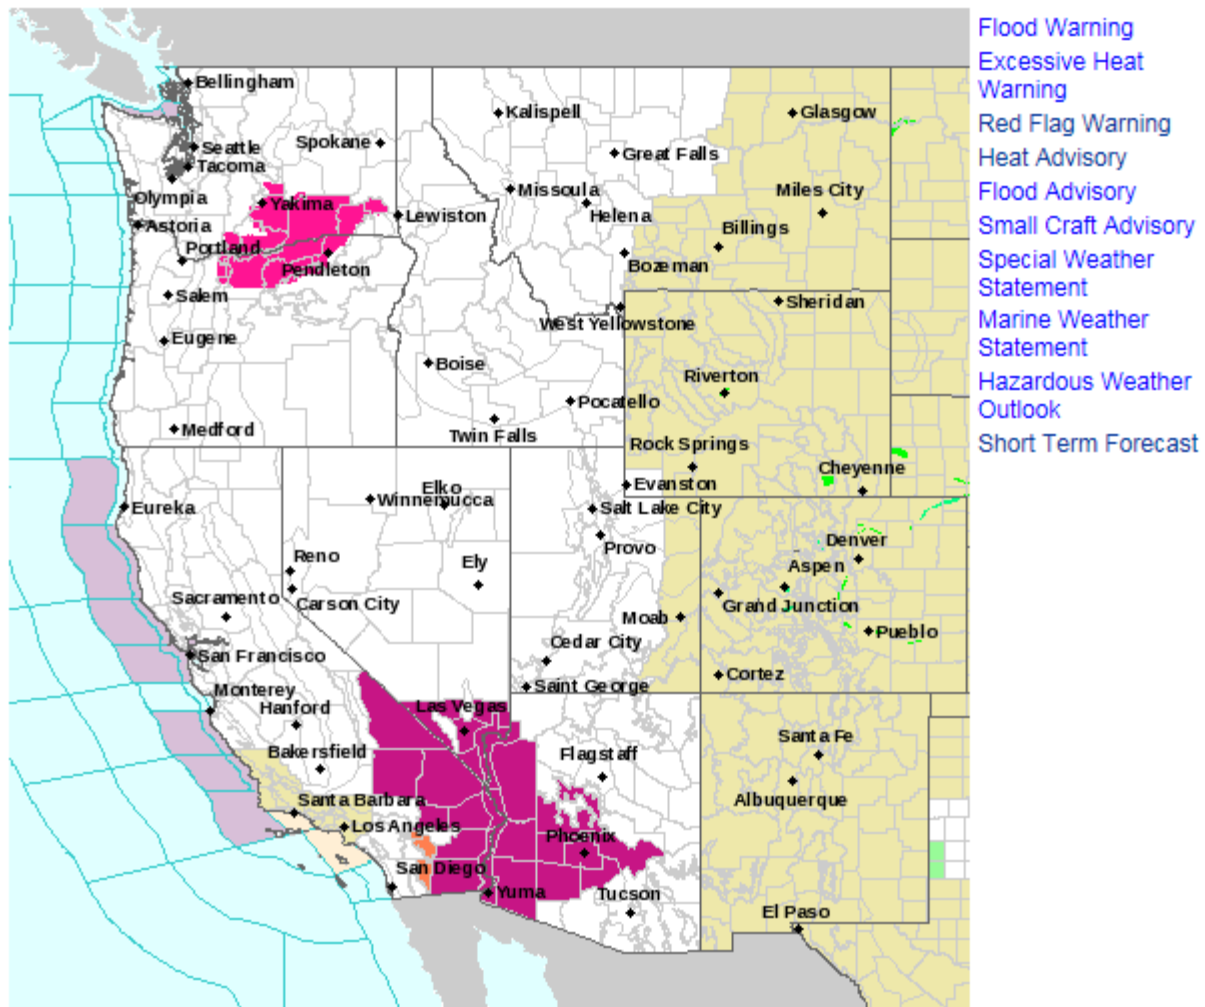 Flood Warning
Excessive Heat
Warning
Red Flag Warning
Heat Advisory
Flood Advisory
Small Craft Advisory
Special Weather
Statement
Marine Weather
Statement
Hazardous Weather
Outlook
Short Term Forecast
Bellingham
Kalispell
Glasgow
Seattle
Spokane
Great Falls
Tacoma
Olympia
Yakima
Missoula
Miles City
Astoria
Lewiston
Helena
Billings
Portland
Pendleton
Bozeman
Salem
Sheridan
West Yellowstone
Eugene
Boise
Riverton
Pocatello
Medford
Twin Falls
Rock Springs
Cheyenne
Elko
Evanston
Eureka
Winnemucca
Salt Lake City
Provo
Denver
Reno
Ely
Aspen
Sacramento
Carson City
Grand Junction
Moab
Pueblo
Cedar City
San Francisco
Cortez
Monterey
Saint George
Hanford
Las Vegas
Santa Fe
Bakersfield
Flagstaff
Santa Barbara
Albuquerque
Los Angeles
Phoenix
San Diego
Yuma
Tucson
El Paso